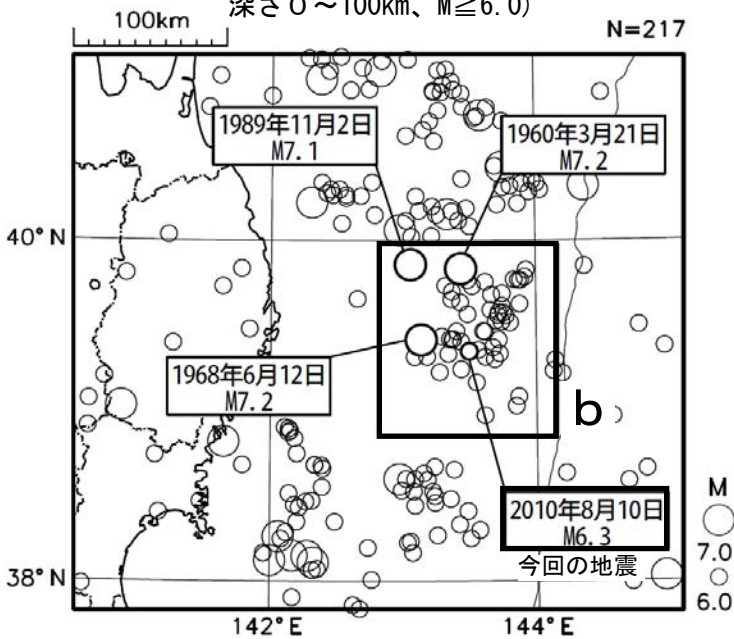 深さ0～100km、M≧6.0)
100km
N=217
1989年11月2日
M7.1
1960年3月21日
M7.2
40°N
1968年6月12日
M7.2
b
2010年8月10日
M6.3
今回の地震
M
7.0
6.0
38°N
142°E
144°E